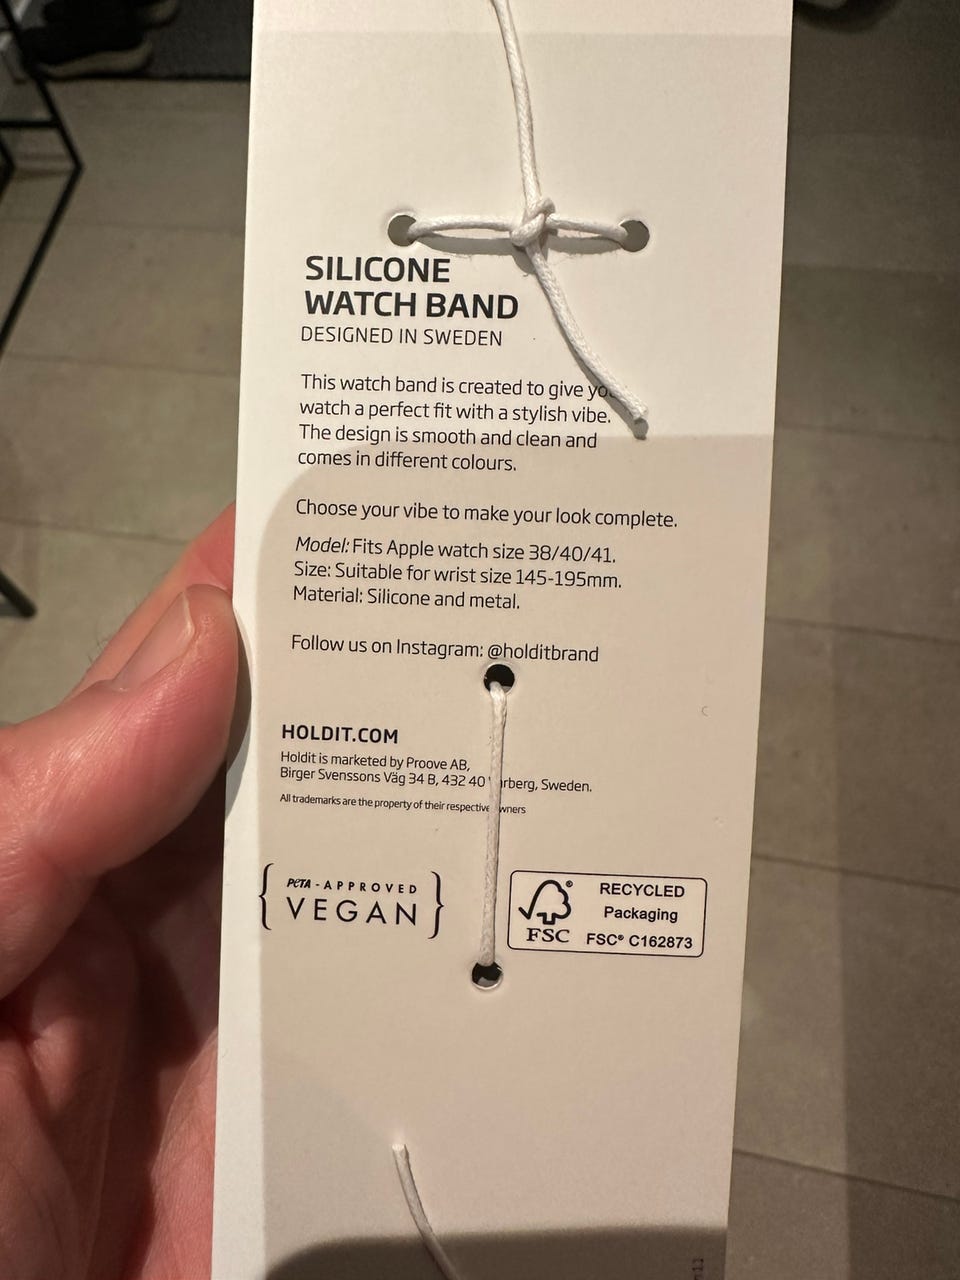 SILICONE
WATCH BAND
DESIGNED IN SWEDEN
This watch band is created to give
watch a perfect fit with a stylish vibe.
The design is smooth and clean and
comes in different colours.
Choose your vibe to make your look complete.
Model: Fits Apple watch size 38/40/41.
Size: Suitable for wrist size 145-195mm.
Material: Silicone and metal.
Follow us on Instagram: @holditbrand
HOLDIT.COM
Holdit is marketed by Proove AB,
Birger Svenssons Väg 34 B, 432 40 Sweden.
All trademarks are the property of their respective
{ PETA-APPROVED
VEGAN }
RECYCLED
Packaging
FSC® FSC® C162873